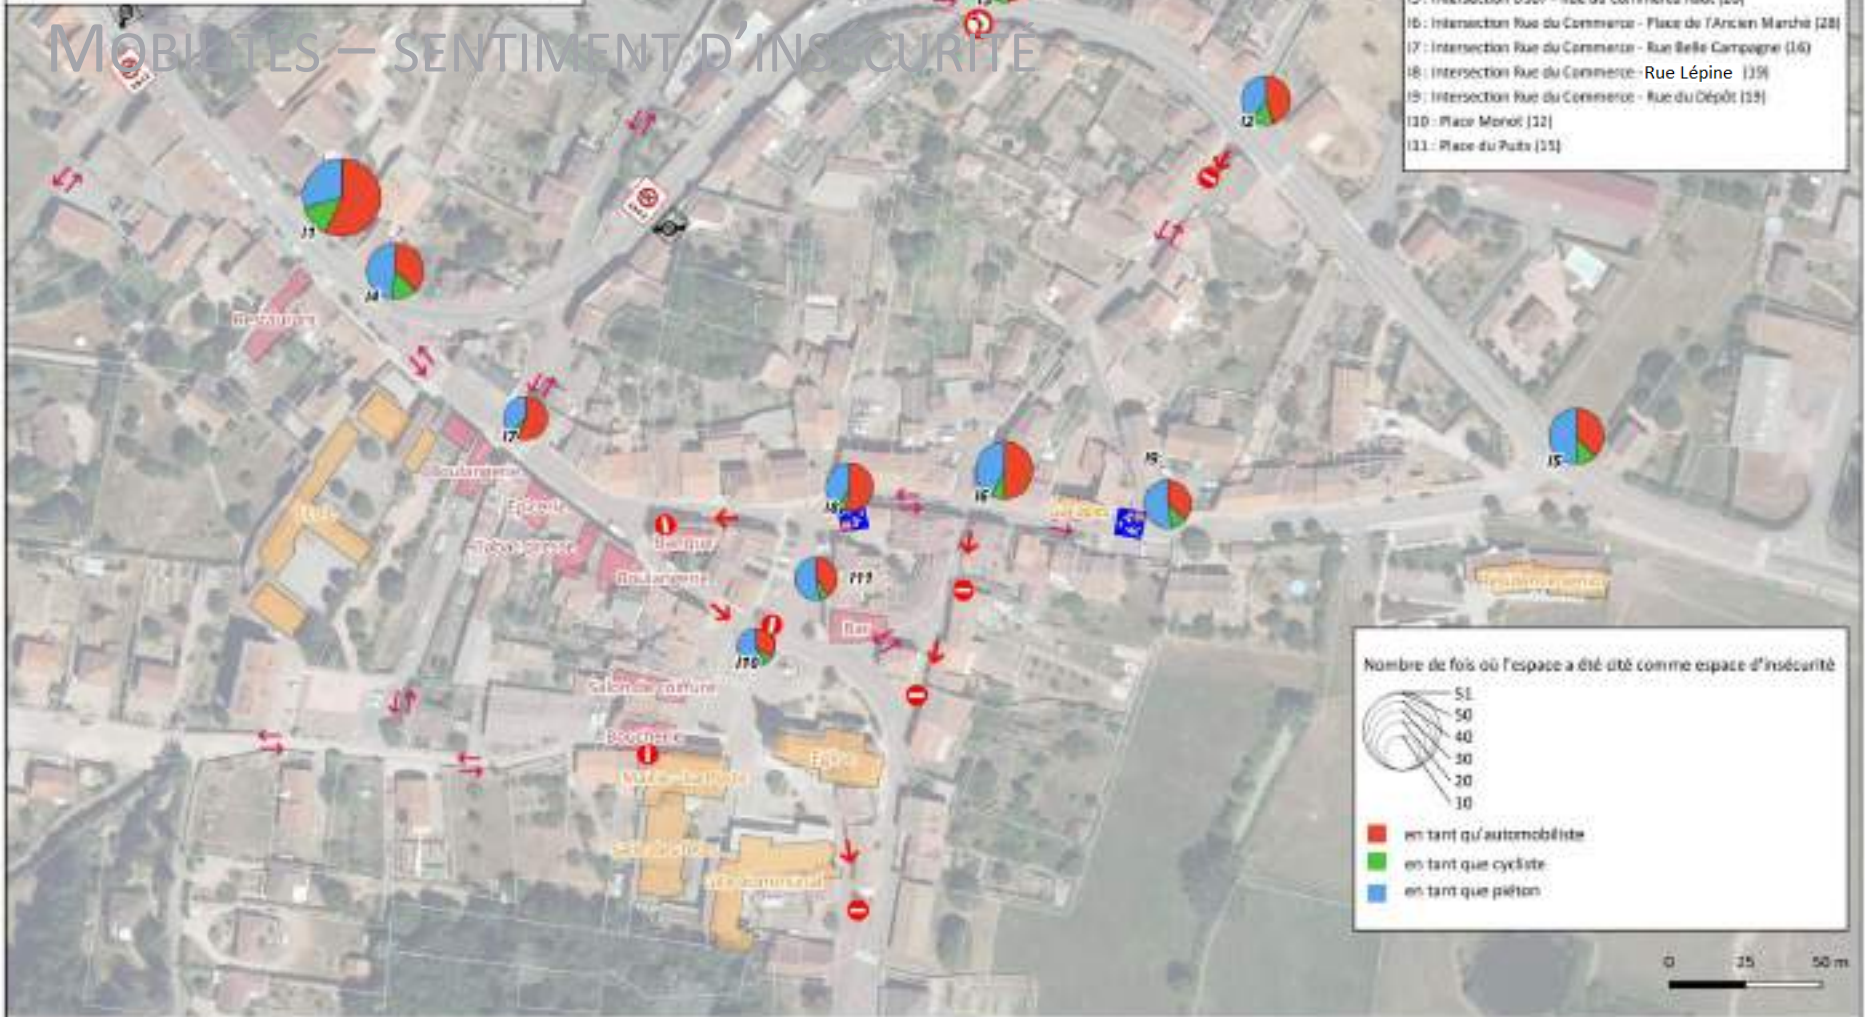 MOBILITÉS – SENTIMENT D'INSÉCURITÉ
I6 : Intersection Rue du Commerce - Place de l'Ancien Marché (28)
I7 : Intersection Rue du Commerce - Rue Belle Campagne (16)
I8 : Intersection Rue du Commerce - Rue Lépine (19)
I9 : Intersection Rue du Commerce - Rue du Dépôt (19)
I10 : Place Monot (12)
I11 : Place du Puits (15)
I2
I1
I4
Restaurant
I7
I5
Boulangerie
I9
I6
I8
Epicerie
Ecole
Tabac presse
Banque
Boulangerie
I11
Bar
I10
Salon de coiffure
Boucherie
Eglise
Nombre de fois où l'espace a été cité comme espace d'insécurité
51
50
40
30
20
10
en tant qu'automobiliste
en tant que cycliste
en tant que piéton
0 25 50 m